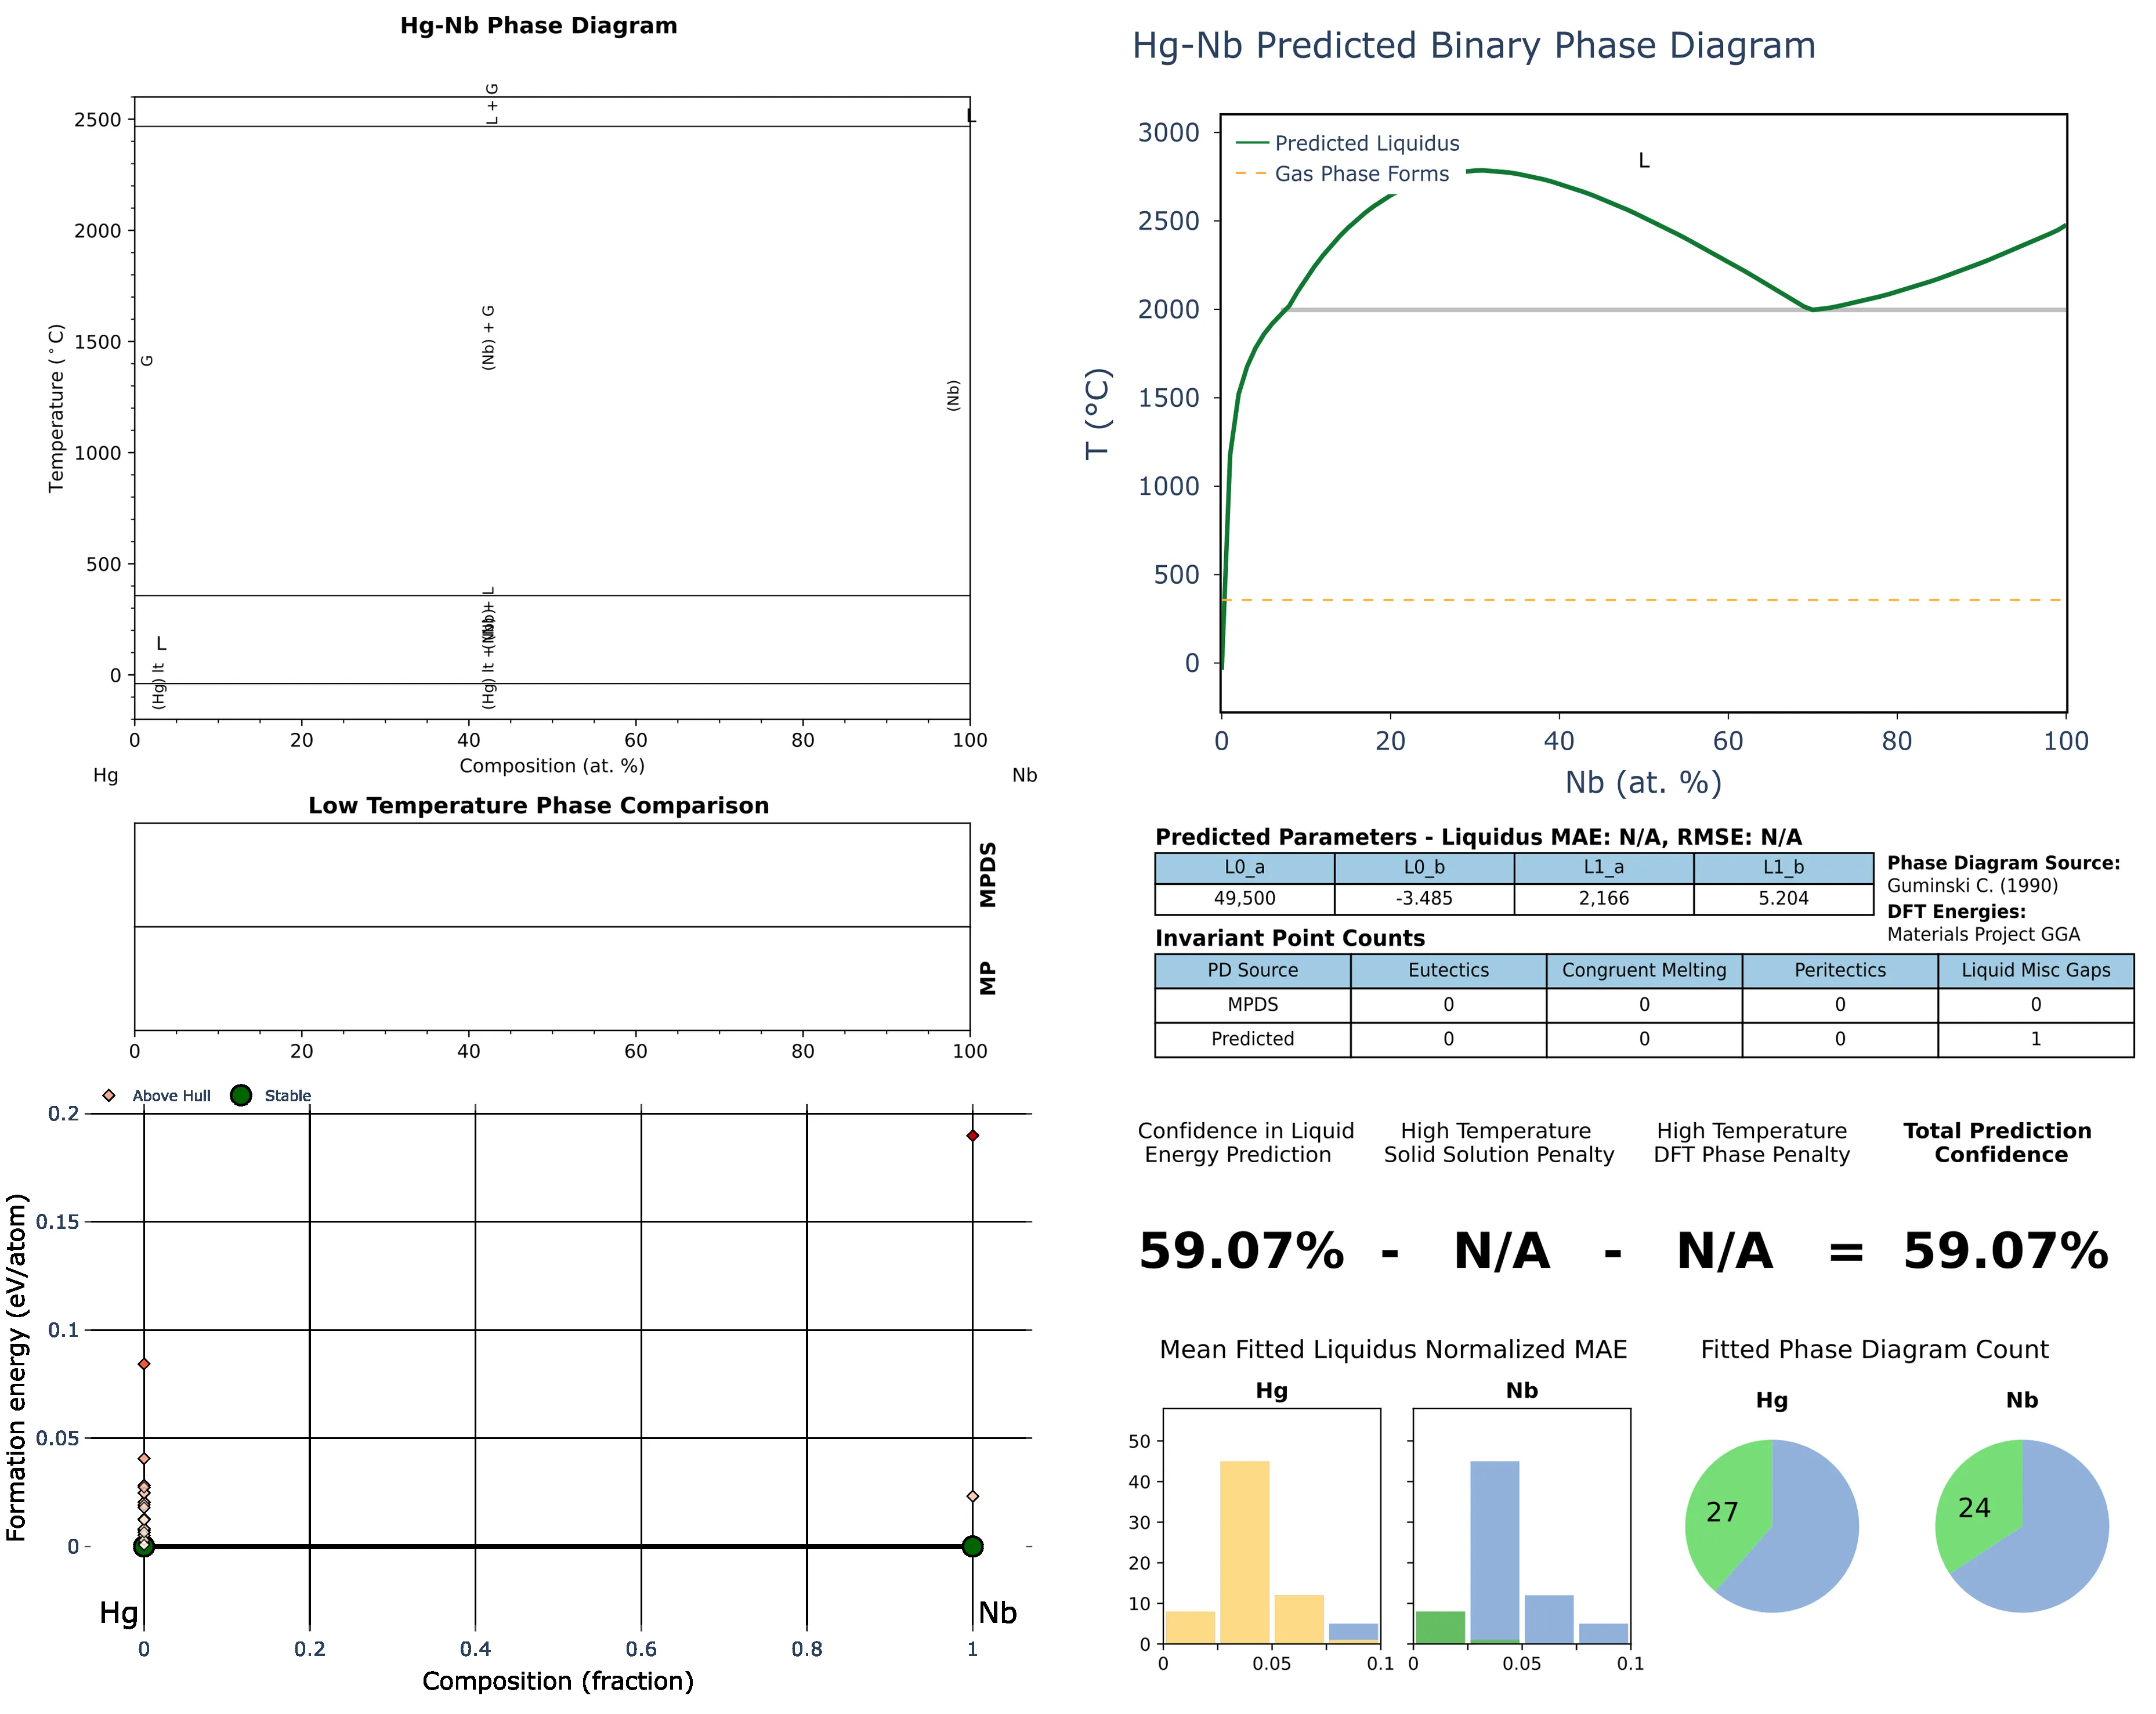 Hg-Nb Phase Diagram
L + G
L
2500
2000
1500
1000
500
0
Temperature (°C)
G
(Nb) + G
(Nb)
L
(Hg) lt
(Nb) + L
(Hg) lt + (Nb)
0 20 40 60 80 100
Composition (at. %)
Hg Nb
Low Temperature Phase Comparison
MPDS
MP
0 20 40 60 80 100
Above Hull Stable
0.2
0.15
0.1
0.05
0
Formation energy (eV/atom)
Hg Nb
0 0.2 0.4 0.6 0.8 1
Composition (fraction)
Hg-Nb Predicted Binary Phase Diagram
Predicted Liquidus
Gas Phase Forms
L
3000
2500
2000
1500
1000
500
0
T (°C)
0 20 40 60 80 100
Nb (at. %)
Predicted Parameters - Liquidus MAE: N/A, RMSE: N/A
L0_a L0_b L1_a L1_b
49,500 -3.485 2,166 5.204
Phase Diagram Source:
Guminski C. (1990)
DFT Energies:
Materials Project GGA
Invariant Point Counts
PD Source Eutectics Congruent Melting Peritectics Liquid Misc Gaps
MPDS 0 0 0 0
Predicted 0 0 0 1
Confidence in Liquid
Energy Prediction
High Temperature
Solid Solution Penalty
High Temperature
DFT Phase Penalty
Total Prediction
Confidence
59.07% - N/A - N/A = 59.07%
Mean Fitted Liquidus Normalized MAE
Hg Nb
50
40
30
20
10
0
0 0.05 0.1 0 0.05 0.1
Fitted Phase Diagram Count
Hg Nb
27 24